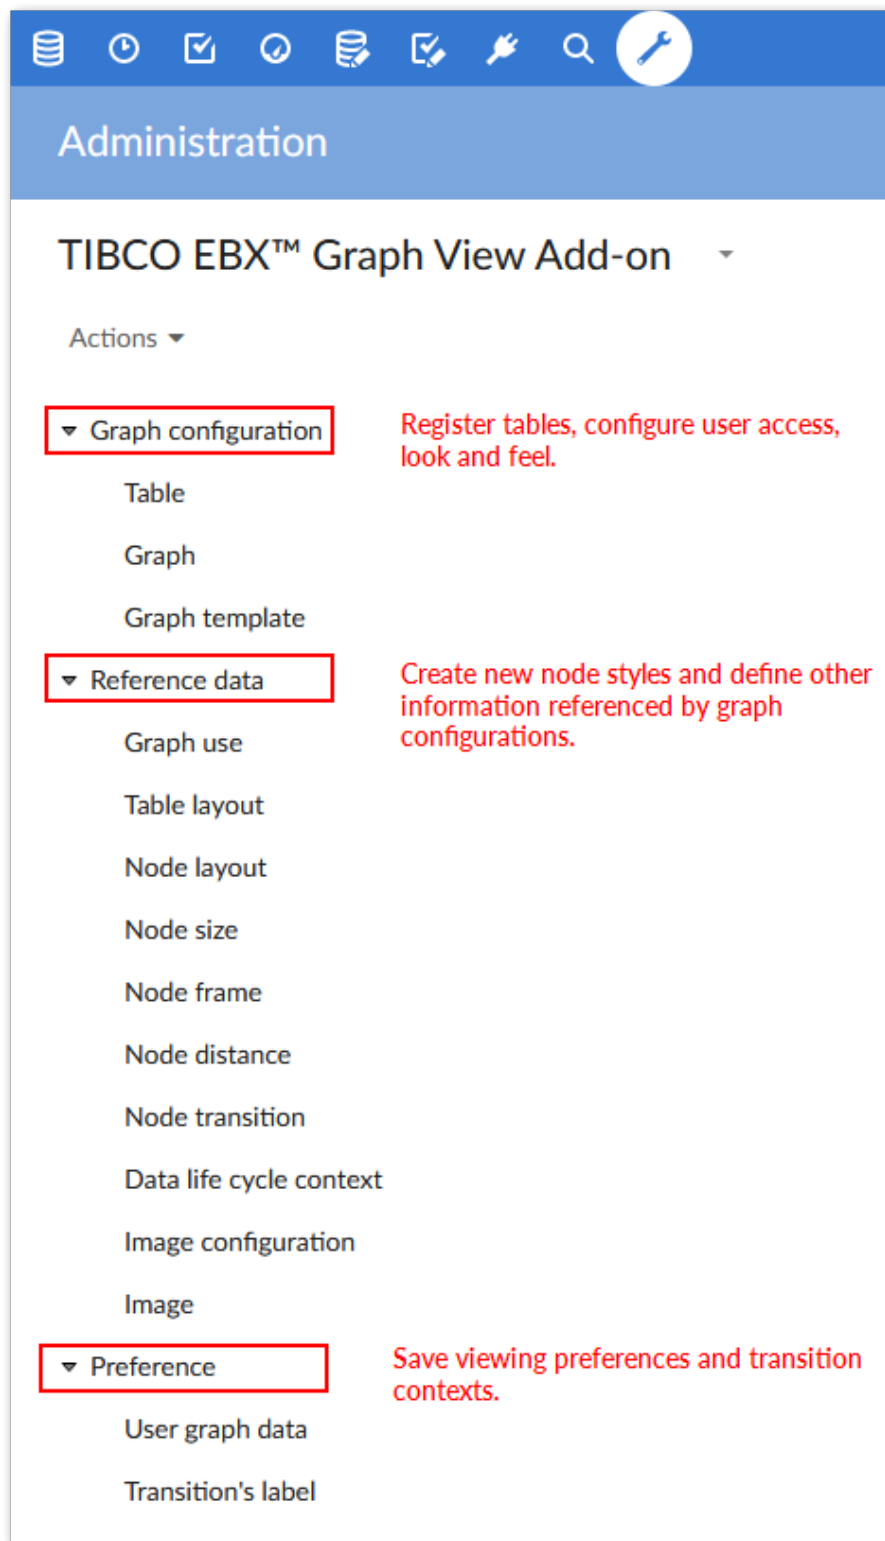 Administration
TIBCO EBX™ Graph View Add-on
Actions
Graph configuration
Register tables, configure user access,
look and feel.
Table
Graph
Graph template
Reference data
Create new node styles and define other
information referenced by graph
configurations.
Graph use
Table layout
Node layout
Node size
Node frame
Node distance
Node transition
Data life cycle context
Image configuration
Image
Preference
Save viewing preferences and transition
contexts.
User graph data
Transition's label